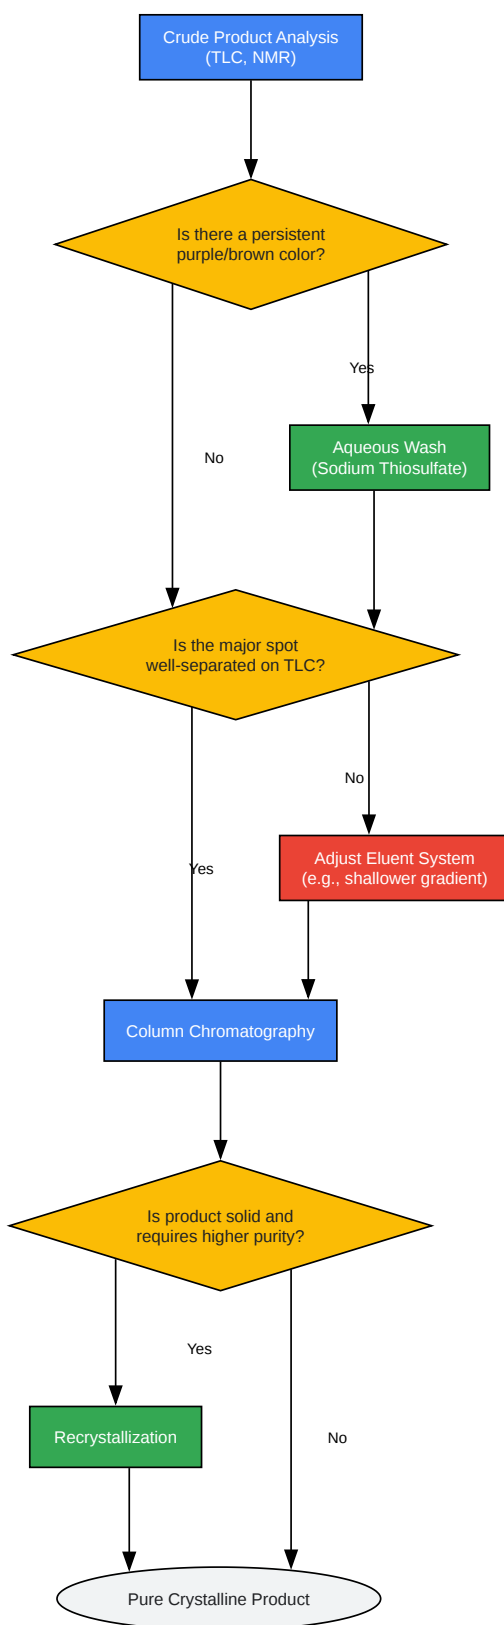 Crude Product Analysis
(TLC, NMR)
Is there a persistent
purple/brown color?
Yes
Aqueous Wash
(Sodium Thiosulfate)
No
Is the major spot
well-separated on TLC?
No
Adjust Eluent System
(e.g., shallower gradient)
Yes
Column Chromatography
Is product solid and
requires higher purity?
Yes
Recrystallization
No
Pure Crystalline Product